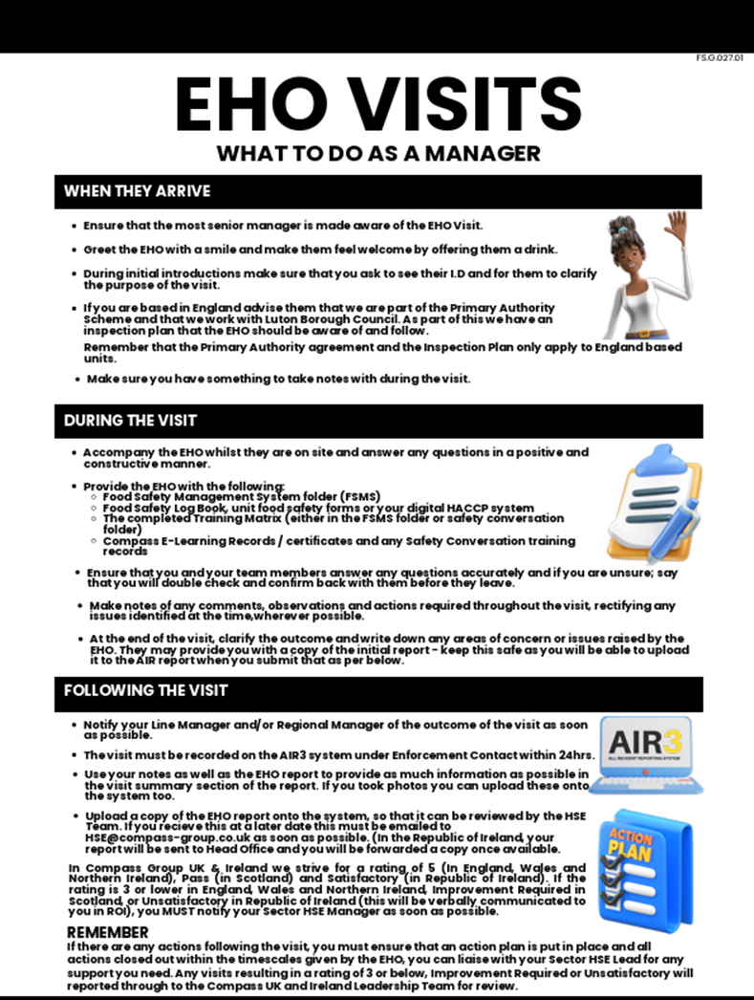 FS.G.027.01
EHO VISITS
WHAT TO DO AS A MANAGER
WHEN THEY ARRIVE
• Ensure that the most senior manager is made aware of the EHO Visit.
• Greet the EHO with a smile and make them feel welcome by offering them a drink.
• During initial introductions make sure that you ask to see their I.D and for them to clarify
the purpose of the visit.
• If you are based in England advise them that we are part of the Primary Authority
Scheme and that we work with Luton Borough Council. As part of this we have an
inspection plan that the EHO should be aware of and follow.
Remember that the Primary Authority agreement and the Inspection Plan only apply to England based
units.
• Make sure you have something to take notes with during the visit.
DURING THE VISIT
• Accompany the EHO whilst they are on site and answer any questions in a positive and
constructive manner.
• Provide the EHO with the following:
○ Food Safety Management System folder (FSMS)
○ Food Safety Log Book, unit food safety forms or your digital HACCP system
○ The completed Training Matrix (either in the FSMS folder or safety conversation
folder)
○ Compass E-Learning Records / certificates and any Safety Conversation training
records
• Ensure that you and your team members answer any questions accurately and if you are unsure; say
that you will double check and confirm back with them before they leave.
• Make notes of any comments, observations and actions required throughout the visit, rectifying any
issues identified at the time,wherever possible.
• At the end of the visit, clarify the outcome and write down any areas of concern or issues raised by the
EHO. They may provide you with a copy of the initial report - keep this safe as you will be able to upload
it to the AIR report when you submit that as per below.
FOLLOWING THE VISIT
• Notify your Line Manager and/or Regional Manager of the outcome of the visit as soon
as possible.
• The visit must be recorded on the AIR3 system under Enforcement Contact within 24hrs.
• Use your notes as well as the EHO report to provide as much information as possible in
the visit summary section of the report. If you took photos you can upload these onto
the system too.
AIR3
ALL INCIDENT REPORTING SYSTEM
• Upload a copy of the EHO report onto the system, so that it can be reviewed by the HSE
Team. If you recieve this at a later date this must be emailed to
HSE@compass-group.co.uk as soon as possible. (In the Republic of Ireland, your
report will be sent to Head Office and you will be forwarded a copy once available.
ACTION
PLAN
In Compass Group UK & Ireland we strive for a rating of 5 (In England, Wales and
Northern Ireland), Pass (in Scotland) and Satisfactory (in Republic of Ireland). If the
rating is 3 or lower in England, Wales and Northern Ireland, Improvement Required in
Scotland, or Unsatisfactory in Republic of Ireland (this will be verbally communicated to
you in ROI), you MUST notify your Sector HSE Manager as soon as possible.
REMEMBER
If there are any actions following the visit, you must ensure that an action plan is put in place and all
actions closed out within the timescales given by the EHO, you can liaise with your Sector HSE Lead for any
support you need. Any visits resulting in a rating of 3 or below, Improvement Required or Unsatisfactory will
reported through to the Compass UK and Ireland Leadership Team for review.